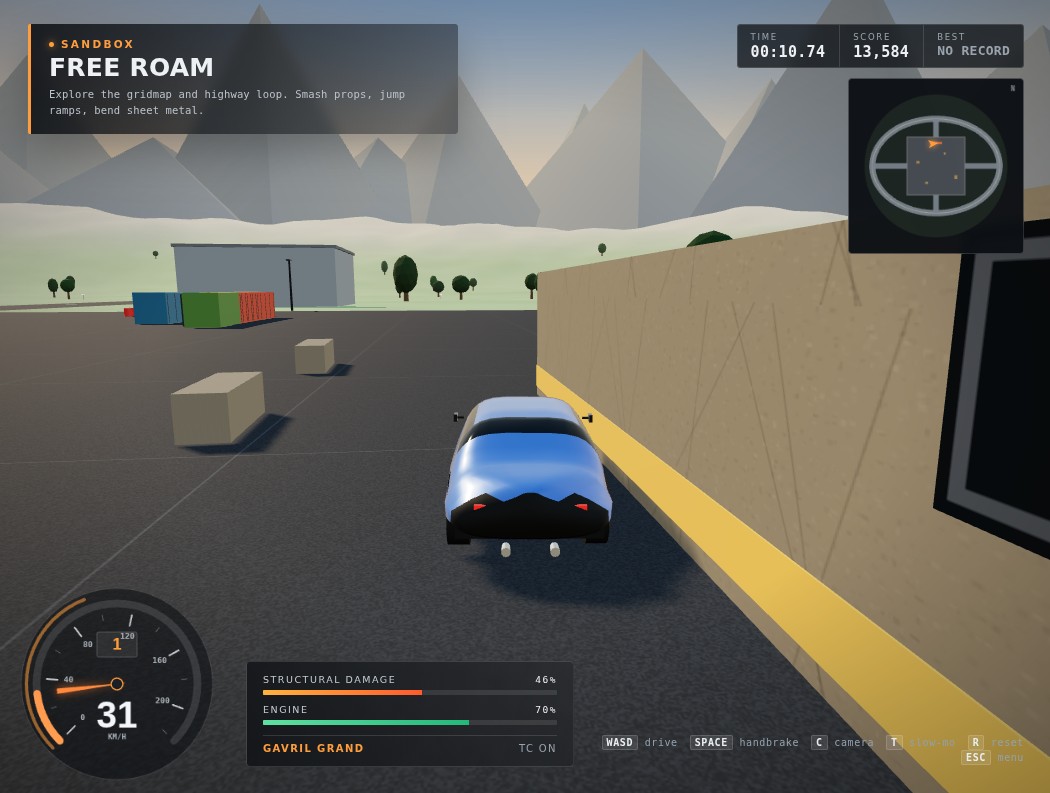 SANDBOX
FREE ROAM
Explore the gridmap and highway loop. Smash props, jump
ramps, bend sheet metal.
TIME SCORE BEST
00:10.74 13,584 NO RECORD
N
120
80 1 160
40 200
0
31
KM/H
STRUCTURAL DAMAGE 46%
ENGINE 70%
GAVRIL GRAND TC ON
WASD drive SPACE handbrake C camera T slow-mo R reset
ESC menu